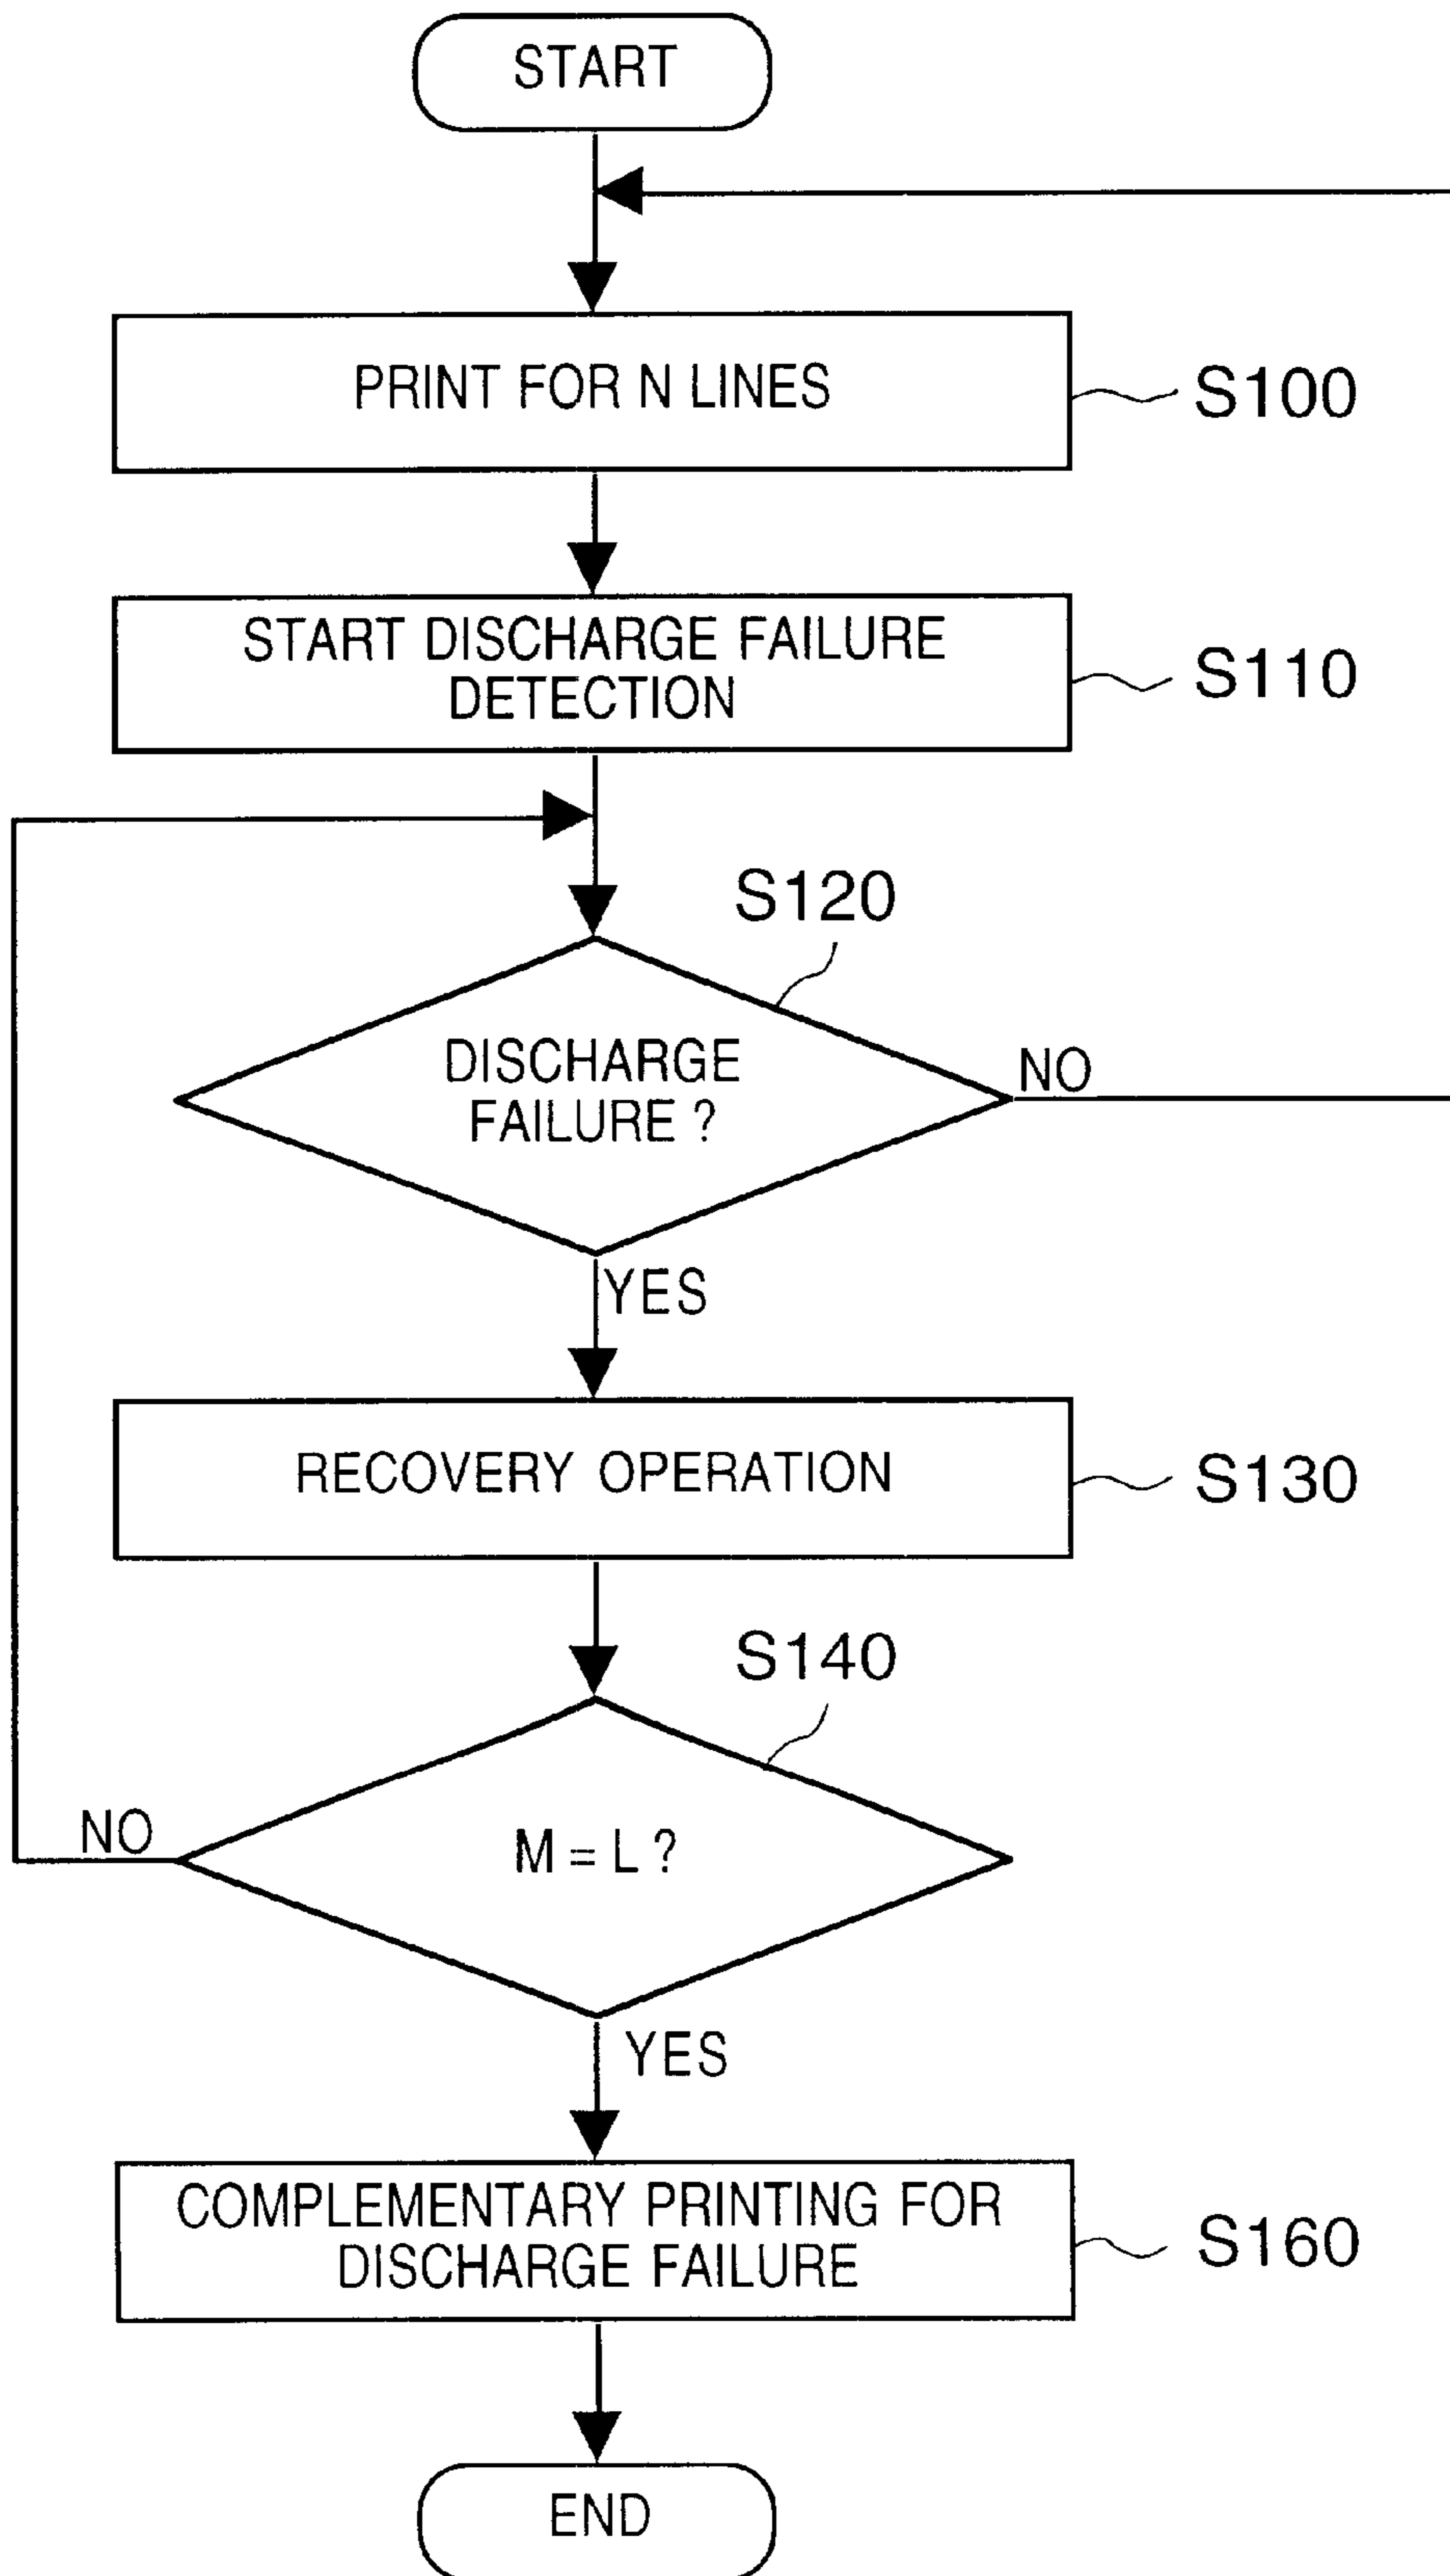 START
PRINT FOR N LINES
S100
START DISCHARGE FAILURE
DETECTION
S110
S120
DISCHARGE
FAILURE ?
NO
YES
RECOVERY OPERATION
S130
S140
M = L ?
NO
YES
COMPLEMENTARY PRINTING FOR
DISCHARGE FAILURE
S160
END